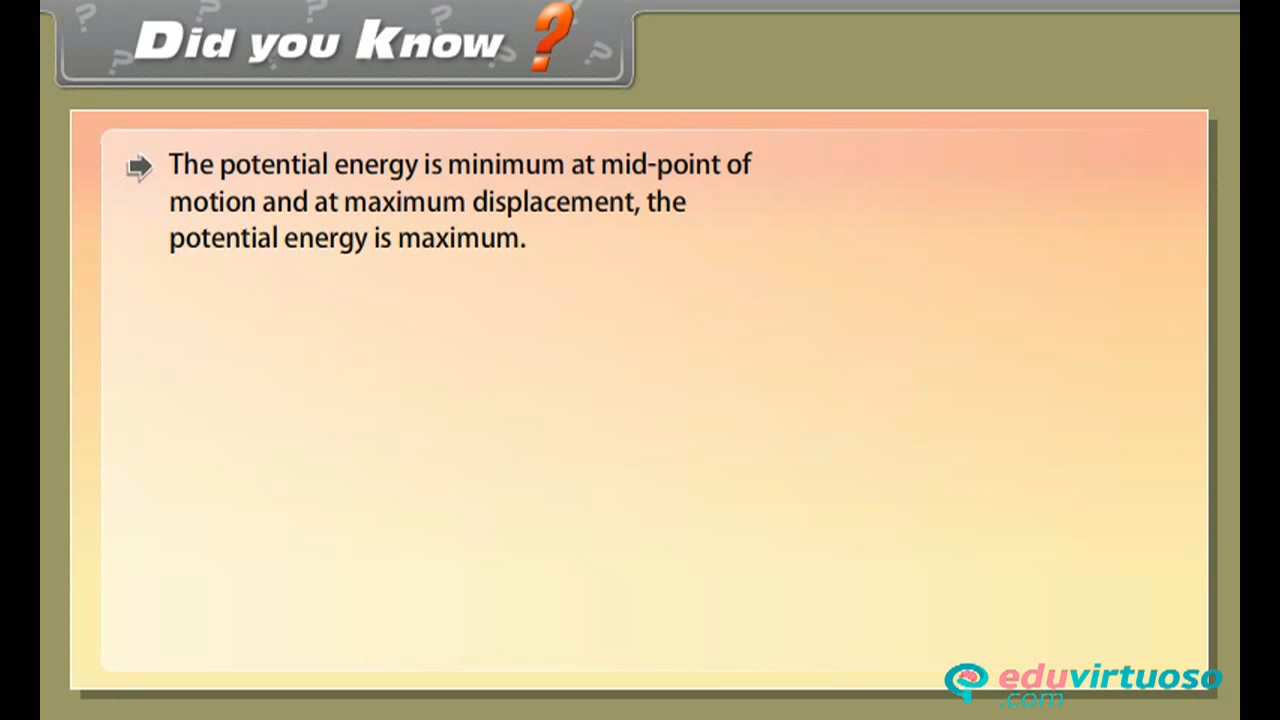 Did you Know ?
The potential energy is minimum at mid-point of
motion and at maximum displacement, the
potential energy is maximum.
eduvirtuoso
.com